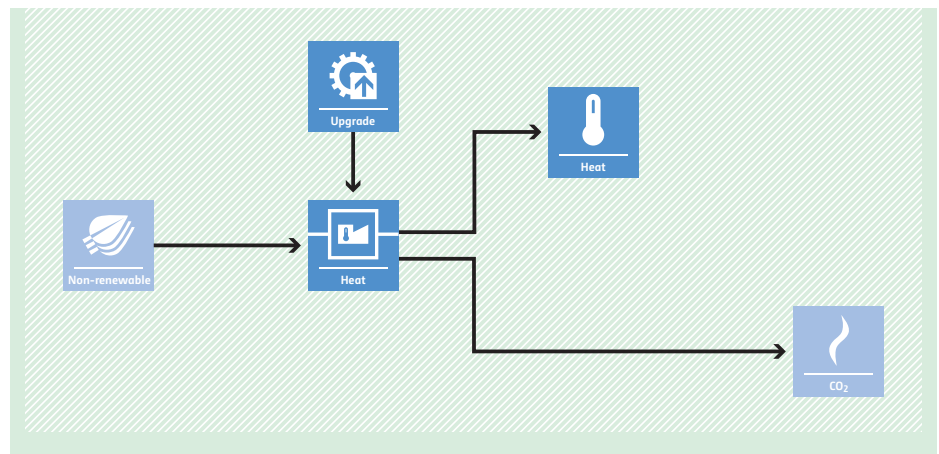 Upgrade
Heat
Non-renewable
Heat
CO₂